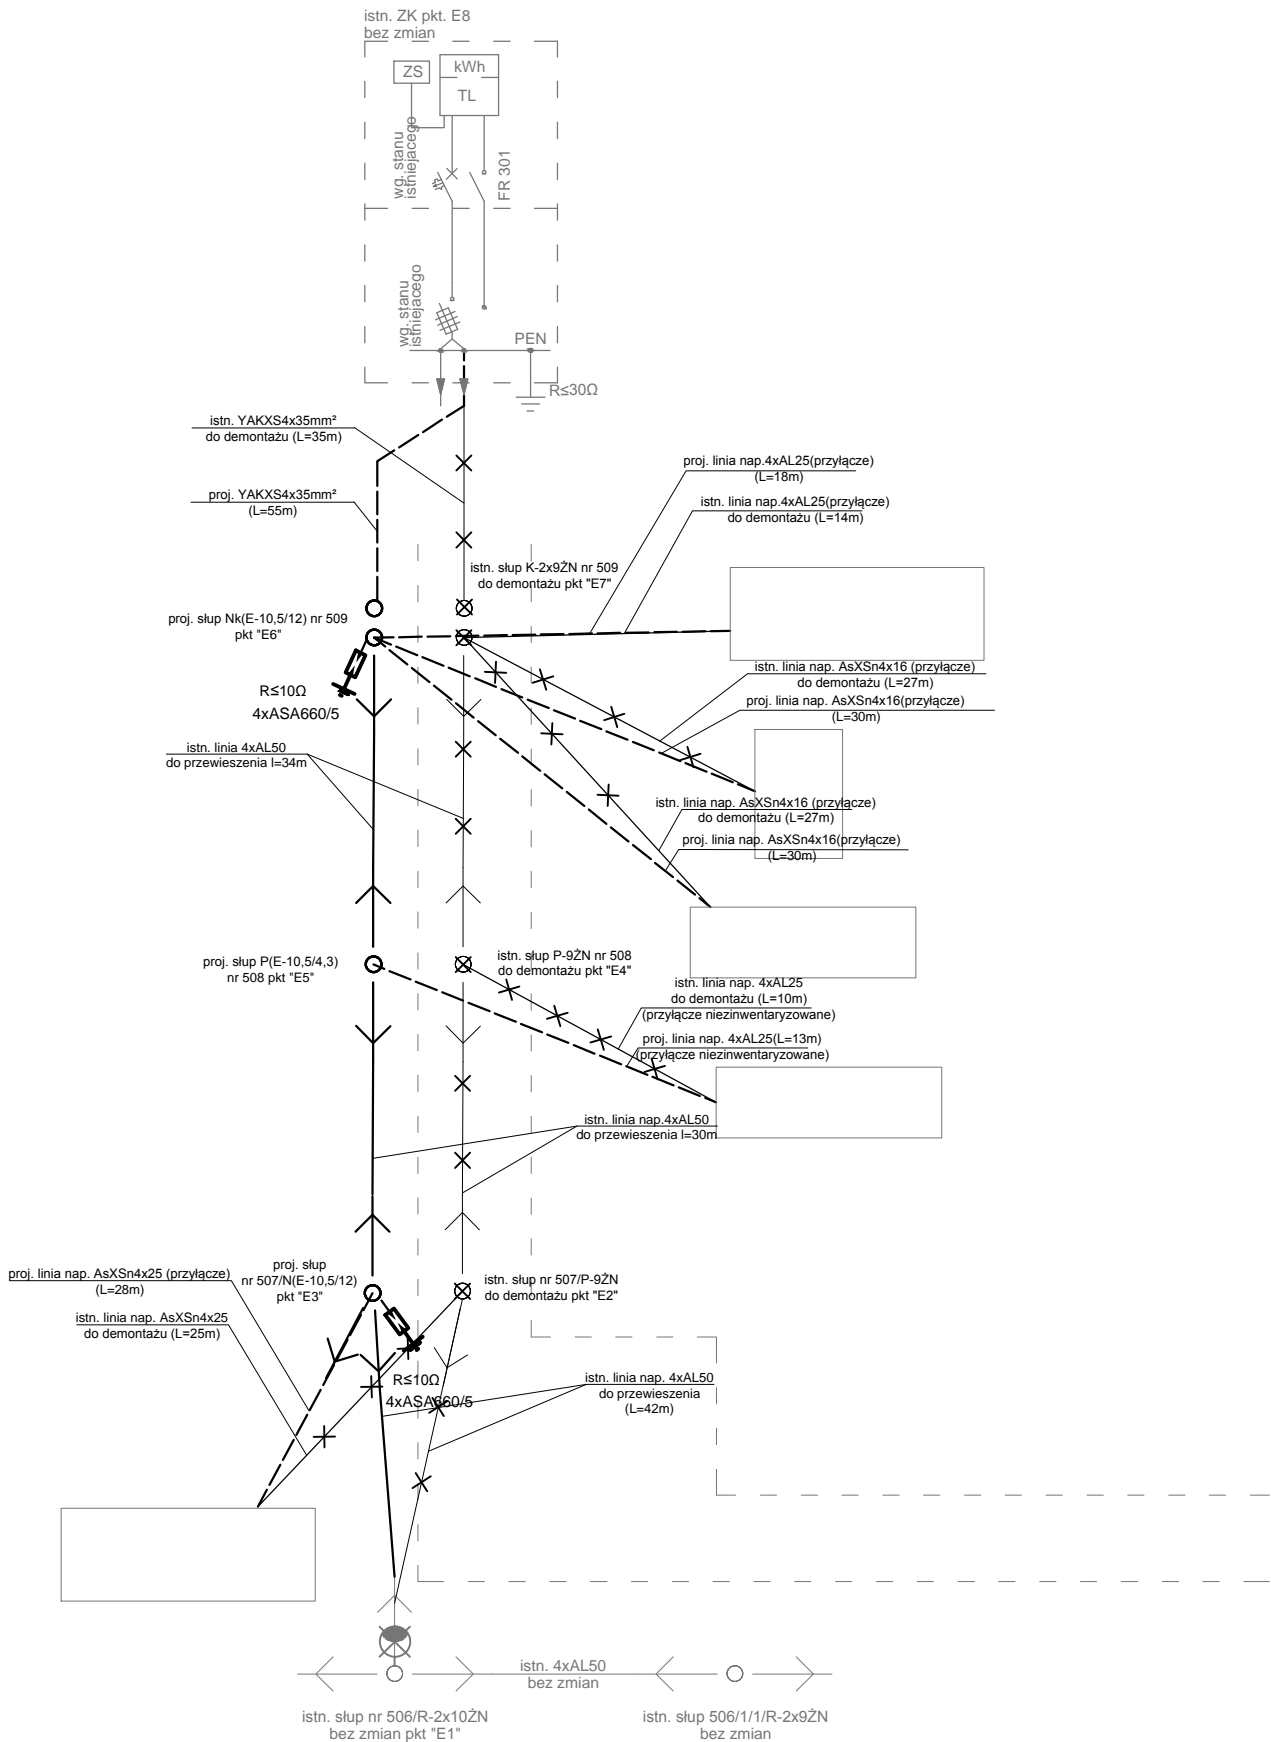 istn. ZK pkt. E8
bez zmian
ZS
kWh
TL
wg. stanu
istniejacego
FR 301
wg. stanu
istniejacego
PEN
R≤30Ω
istn. YAKXS4x35mm²
do demontażu (L=35m)
proj. YAKXS4x35mm²
(L=55m)
proj. linia nap.4xAL25(przyłącze)
(L=18m)
istn. linia nap.4xAL25(przyłącze)
do demontażu (L=14m)
istn. słup K-2x9ŻN nr 509
do demontażu pkt "E7"
proj. słup Nk(E-10,5/12) nr 509
pkt "E6"
R≤10Ω
4xASA660/5
istn. linia nap. AsXSn4x16 (przyłącze)
do demontażu (L=27m)
proj. linia nap. AsXSn4x16(przyłącze)
(L=30m)
istn. linia 4xAL50
do przewieszenia l=34m
istn. linia nap. AsXSn4x16 (przyłącze)
do demontażu (L=27m)
proj. linia nap. AsXSn4x16(przyłącze)
(L=30m)
proj. słup P(E-10,5/4,3)
nr 508 pkt "E5"
istn. słup P-9ŻN nr 508
do demontażu pkt "E4"
istn. linia nap. 4xAL25
do demontażu (L=10m)
(przyłącze niezinwentaryzowane)
proj. linia nap. 4xAL25(L=13m)
(przyłącze niezinwentaryzowane)
istn. linia nap.4xAL50
do przewieszenia l=30m
proj. linia nap. AsXSn4x25 (przyłącze)
(L=28m)
proj. słup
nr 507/N(E-10,5/12)
pkt "E3"
istn. słup nr 507/P-9ŻN
do demontażu pkt "E2"
istn. linia nap. AsXSn4x25
do demontażu (L=25m)
R≤10Ω
4xASA660/5
istn. linia nap. 4xAL50
do przewieszenia
(L=42m)
istn. 4xAL50
bez zmian
istn. słup nr 506/R-2x10ŻN
bez zmian pkt "E1"
istn. słup 506/1/1/R-2x9ŻN
bez zmian